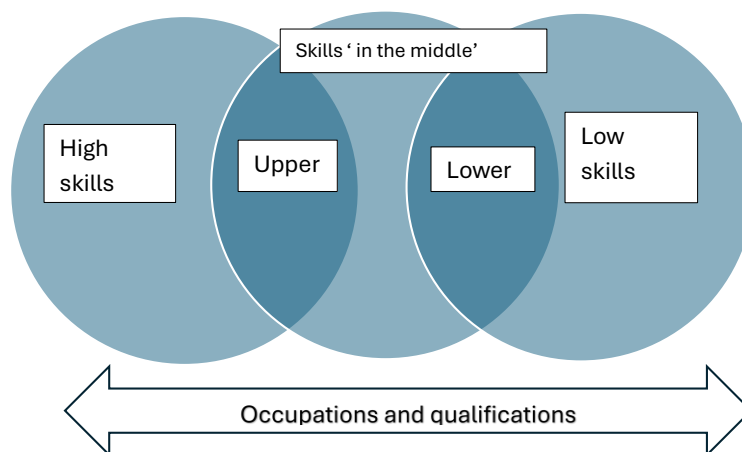 Skills ‘ in the middle’
High
skills
Upper
Lower
Low
skills
Occupations and qualifications